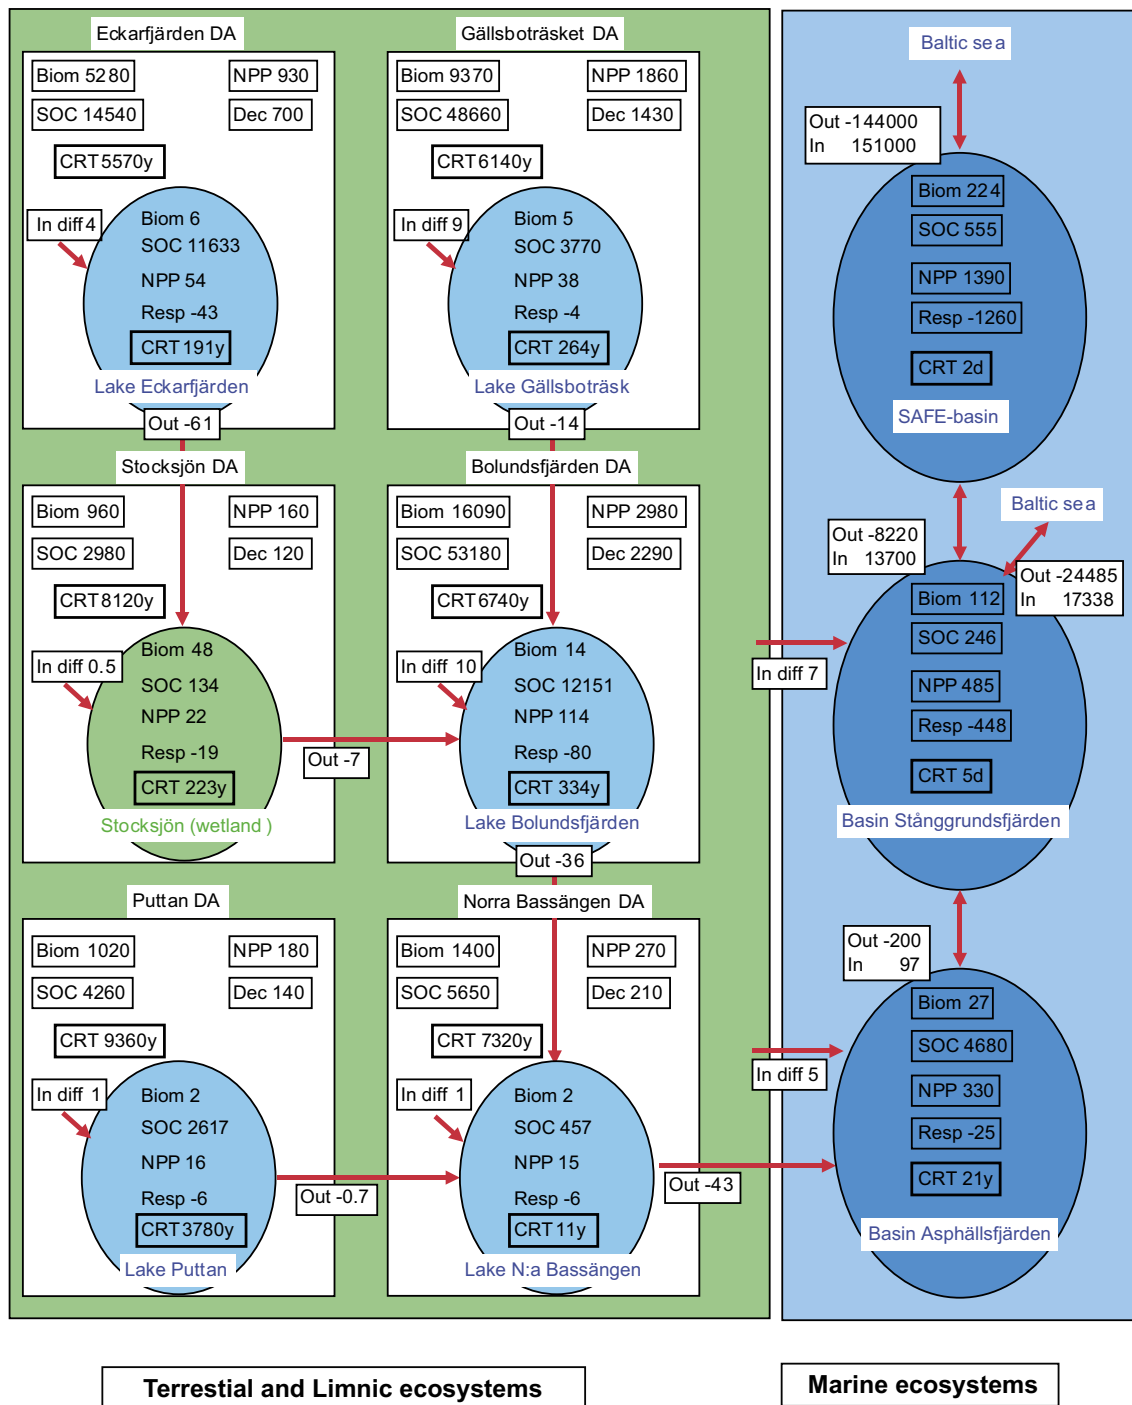 Eckarfjärden DA
Biom 5280
NPP 930
SOC 14540
Dec 700
CRT 5570y
In diff 4
Biom 6
SOC 11633
NPP 54
Resp -43
CRT 191y
Lake Eckarfjärden
Out -61
Gällsboträsket DA
Biom 9370
NPP 1860
SOC 48660
Dec 1430
CRT 6140y
In diff 9
Biom 5
SOC 3770
NPP 38
Resp -4
CRT 264y
Lake Gällsboträsk
Out -14
Stocksjön DA
Biom 960
NPP 160
SOC 2980
Dec 120
CRT 8120y
In diff 0.5
Biom 48
SOC 134
NPP 22
Resp -19
CRT 223y
Stocksjön (wetland )
Out -7
Bolundsfjärden DA
Biom 16090
NPP 2980
SOC 53180
Dec 2290
CRT 6740y
In diff 10
Biom 14
SOC 12151
NPP 114
Resp -80
CRT 334y
Lake Bolundsfjärden
Out -36
Puttan DA
Biom 1020
NPP 180
SOC 4260
Dec 140
CRT 9360y
In diff 1
Biom 2
SOC 2617
NPP 16
Resp -6
CRT 3780y
Lake Puttan
Out -0.7
Norra Bassängen DA
Biom 1400
NPP 270
SOC 5650
Dec 210
CRT 7320y
In diff 1
Biom 2
SOC 457
NPP 15
Resp -6
CRT 11y
Lake N:a Bassängen
Out -43
Baltic sea
Out -144000
In 151000
Biom 224
SOC 555
NPP 1390
Resp -1260
CRT 2d
SAFE-basin
Baltic sea
Out -8220
In 13700
Out -24485
In 17338
Biom 112
SOC 246
In diff 7
NPP 485
Resp -448
CRT 5d
Basin Stånggrundsfjärden
Out -200
In 97
Biom 27
SOC 4680
In diff 5
NPP 330
Resp -25
CRT 21y
Basin Asphällsfjärden
Terrestial and Limnic ecosystems
Marine ecosystems